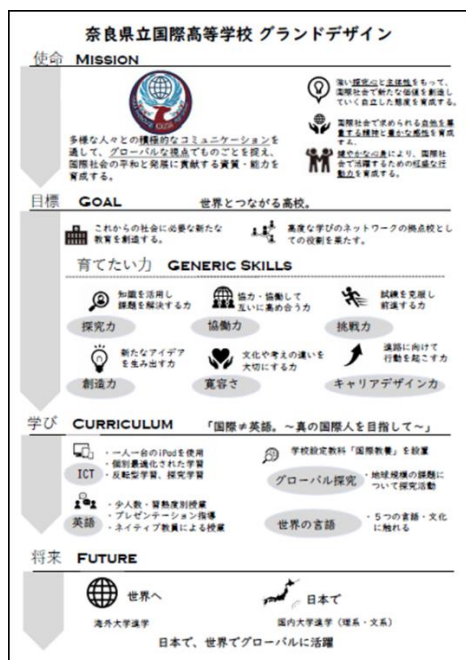 奈良県立国際高等学校 グランドデザイン
使命 MISSION
多様な人々との積極的なコミュニケーションを
通して、グローバルな視点でものごとを捉え、
国際社会の平和と発展に貢献する資質・能力を
育成する。
強い探究心と主体性をもって、
国際社会で新たな価値を創造し
ていく自立した態度を育成する。
国際社会で求められる自他を尊
重する精神と豊かな感性を育成
する。
健やかな心身により、国際社
会で活躍するための旺盛な行
動力を育成する。
目標 GOAL 世界とつながる高校。
これからの社会に必要な新たな
教育を創造する。
高度な学びのネットワークの拠点校とし
ての役割を果たす。
育てたい力 GENERIC SKILLS
知識を活用し
課題を解決する力
探究力
協力・協働して
互いに高め合う力
協働力
試練を克服し
前進する力
挑戦力
新たなアイデア
を生み出す力
創造力
文化や考えの違いを
大切にする力
寛容さ
進路に向けて
行動を起こす力
キャリアデザイン力
学び CURRICULUM 「国際≠英語。~真の国際人を目指して~」
ICT
・一人一台のiPadを使用
・個別最適化された学習
・反転型学習、探究学習
学校設定教科「国際教養」を設置
グローバル探究
・地球規模の課題に
ついて探究活動
英語
・少人数・習熟度別授業
・プレゼンテーション指導
・ネイティブ教員による授業
世界の言語
・5つの言語・文化
に触れる
将来 FUTURE
世界へ
海外大学進学
日本で
国内大学進学(理系・文系)
日本で、世界でグローバルに活躍